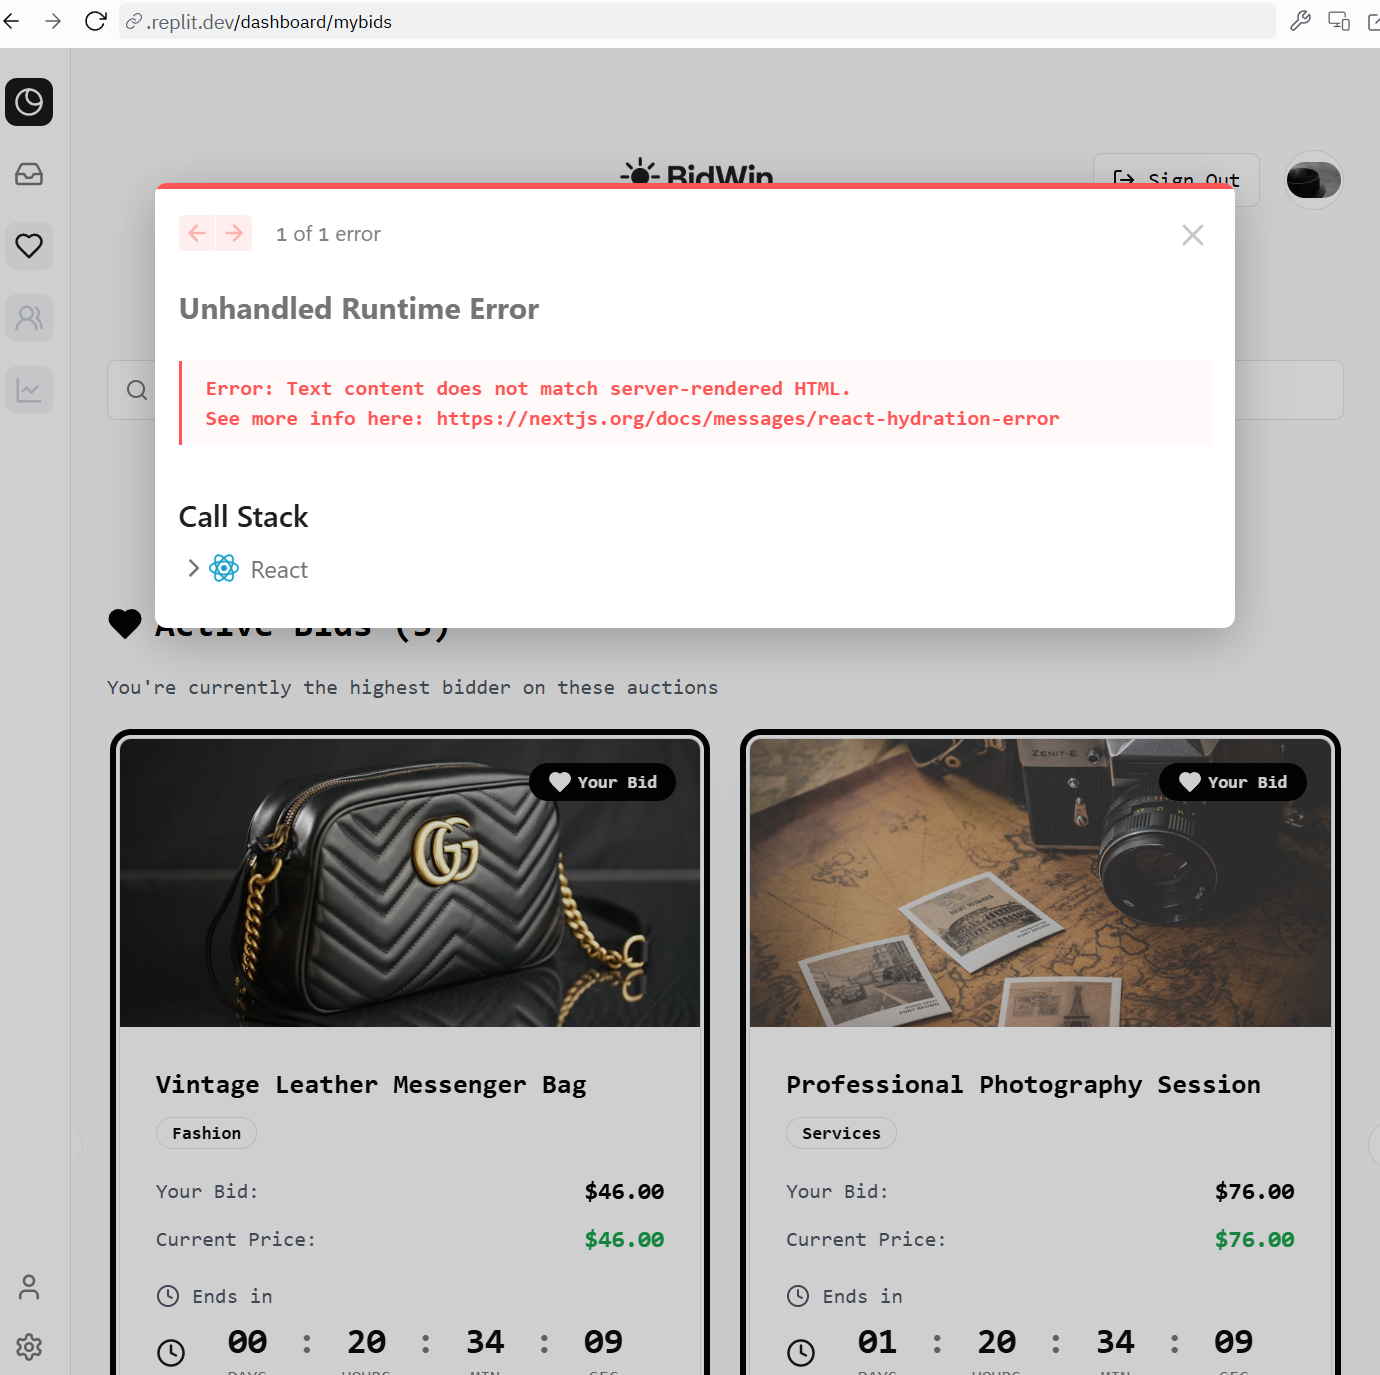 .replit.dev/dashboard/mybids
BidWin
Sign Out
1 of 1 error
Unhandled Runtime Error
Error: Text content does not match server-rendered HTML.
See more info here: https://nextjs.org/docs/messages/react-hydration-error
Call Stack
React
Active Bids (3)
You're currently the highest bidder on these auctions
Your Bid
ZENIT-E
Your Bid
Vintage Leather Messenger Bag
Professional Photography Session
Fashion
Services
Your Bid: $46.00
Your Bid: $76.00
Current Price: $46.00
Current Price: $76.00
Ends in
Ends in
00 : 20 : 34 : 09
01 : 20 : 34 : 09
DAYS HOURS MIN SEC
DAYS HOURS MIN SEC